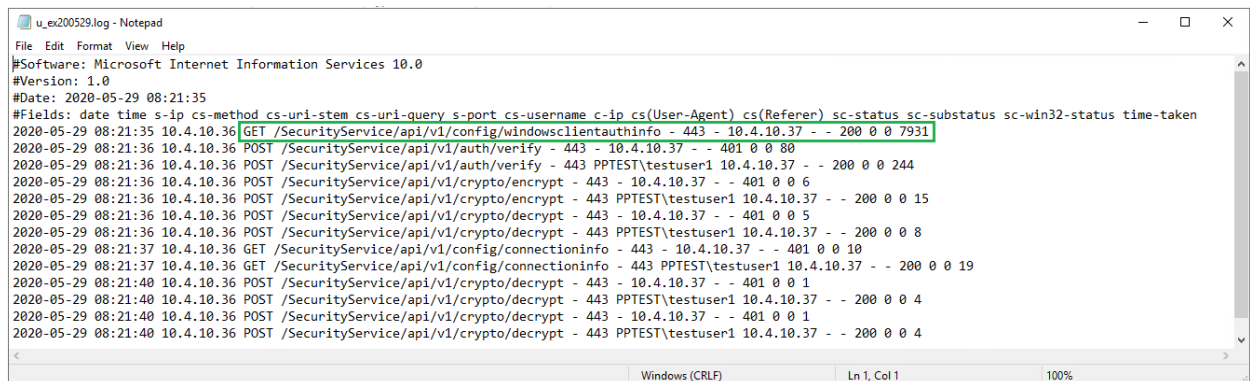 u_ex200529.log - Notepad
File Edit Format View Help
#Software: Microsoft Internet Information Services 10.0
#Version: 1.0
#Date: 2020-05-29 08:21:35
#Fields: date time s-ip cs-method cs-uri-stem cs-uri-query s-port cs-username c-ip cs(User-Agent) cs(Referer) sc-status sc-substatus sc-win32-status time-taken
2020-05-29 08:21:35 10.4.10.36 GET /SecurityService/api/v1/config/windowsclientauthinfo - 443 - 10.4.10.37 - - 200 0 0 7931
2020-05-29 08:21:36 10.4.10.36 POST /SecurityService/api/v1/auth/verify - 443 - 10.4.10.37 - - 401 0 0 80
2020-05-29 08:21:36 10.4.10.36 POST /SecurityService/api/v1/auth/verify - 443 PPTEST\testuser1 10.4.10.37 - - 200 0 0 244
2020-05-29 08:21:36 10.4.10.36 POST /SecurityService/api/v1/crypto/encrypt - 443 - 10.4.10.37 - - 401 0 0 6
2020-05-29 08:21:36 10.4.10.36 POST /SecurityService/api/v1/crypto/encrypt - 443 PPTEST\testuser1 10.4.10.37 - - 200 0 0 15
2020-05-29 08:21:36 10.4.10.36 POST /SecurityService/api/v1/crypto/decrypt - 443 - 10.4.10.37 - - 401 0 0 5
2020-05-29 08:21:36 10.4.10.36 POST /SecurityService/api/v1/crypto/decrypt - 443 PPTEST\testuser1 10.4.10.37 - - 200 0 0 8
2020-05-29 08:21:37 10.4.10.36 GET /SecurityService/api/v1/config/connectioninfo - 443 - 10.4.10.37 - - 401 0 0 10
2020-05-29 08:21:37 10.4.10.36 GET /SecurityService/api/v1/config/connectioninfo - 443 PPTEST\testuser1 10.4.10.37 - - 200 0 0 19
2020-05-29 08:21:40 10.4.10.36 POST /SecurityService/api/v1/crypto/decrypt - 443 - 10.4.10.37 - - 401 0 0 1
2020-05-29 08:21:40 10.4.10.36 POST /SecurityService/api/v1/crypto/decrypt - 443 PPTEST\testuser1 10.4.10.37 - - 200 0 0 4
2020-05-29 08:21:40 10.4.10.36 POST /SecurityService/api/v1/crypto/decrypt - 443 - 10.4.10.37 - - 401 0 0 1
2020-05-29 08:21:40 10.4.10.36 POST /SecurityService/api/v1/crypto/decrypt - 443 PPTEST\testuser1 10.4.10.37 - - 200 0 0 4
Windows (CRLF) Ln 1, Col 1 100%